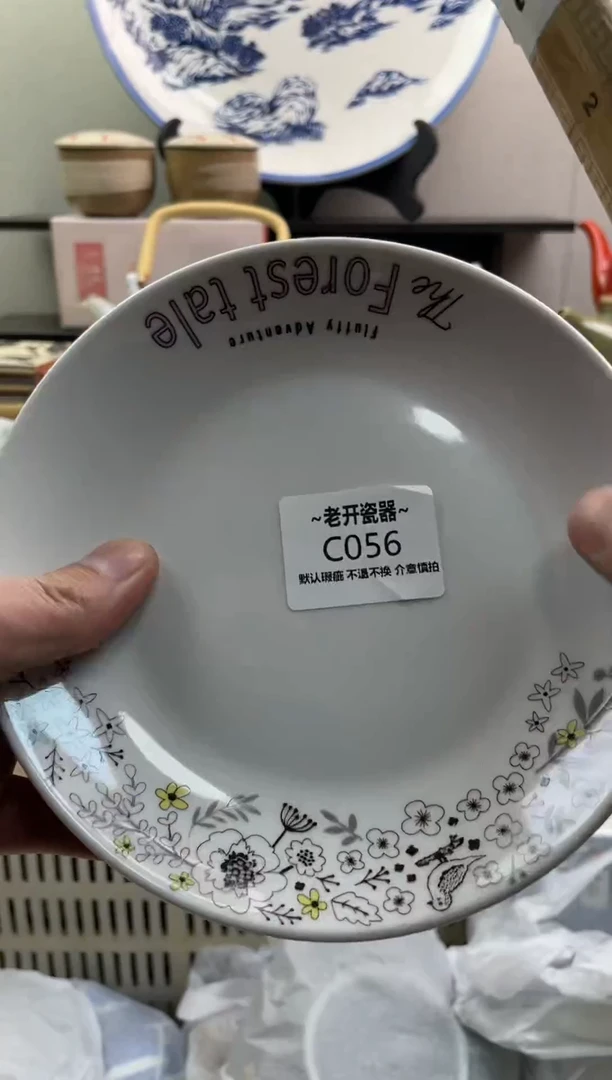 The Forest tale
Fluffy Adventure
~老开瓷器~
C056
默认瑕疵 不退不换 介意慎拍
2